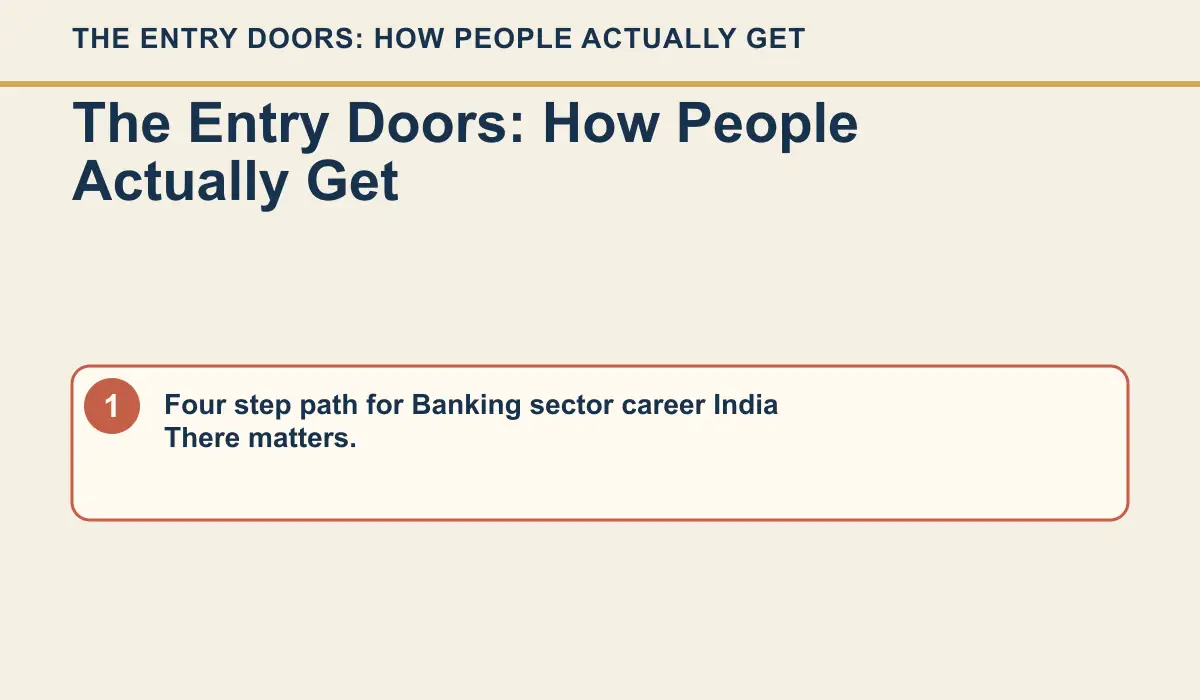 THE ENTRY DOORS: HOW PEOPLE ACTUALLY GET
The Entry Doors: How People
Actually Get
1
Four step path for Banking sector career India
There matters.